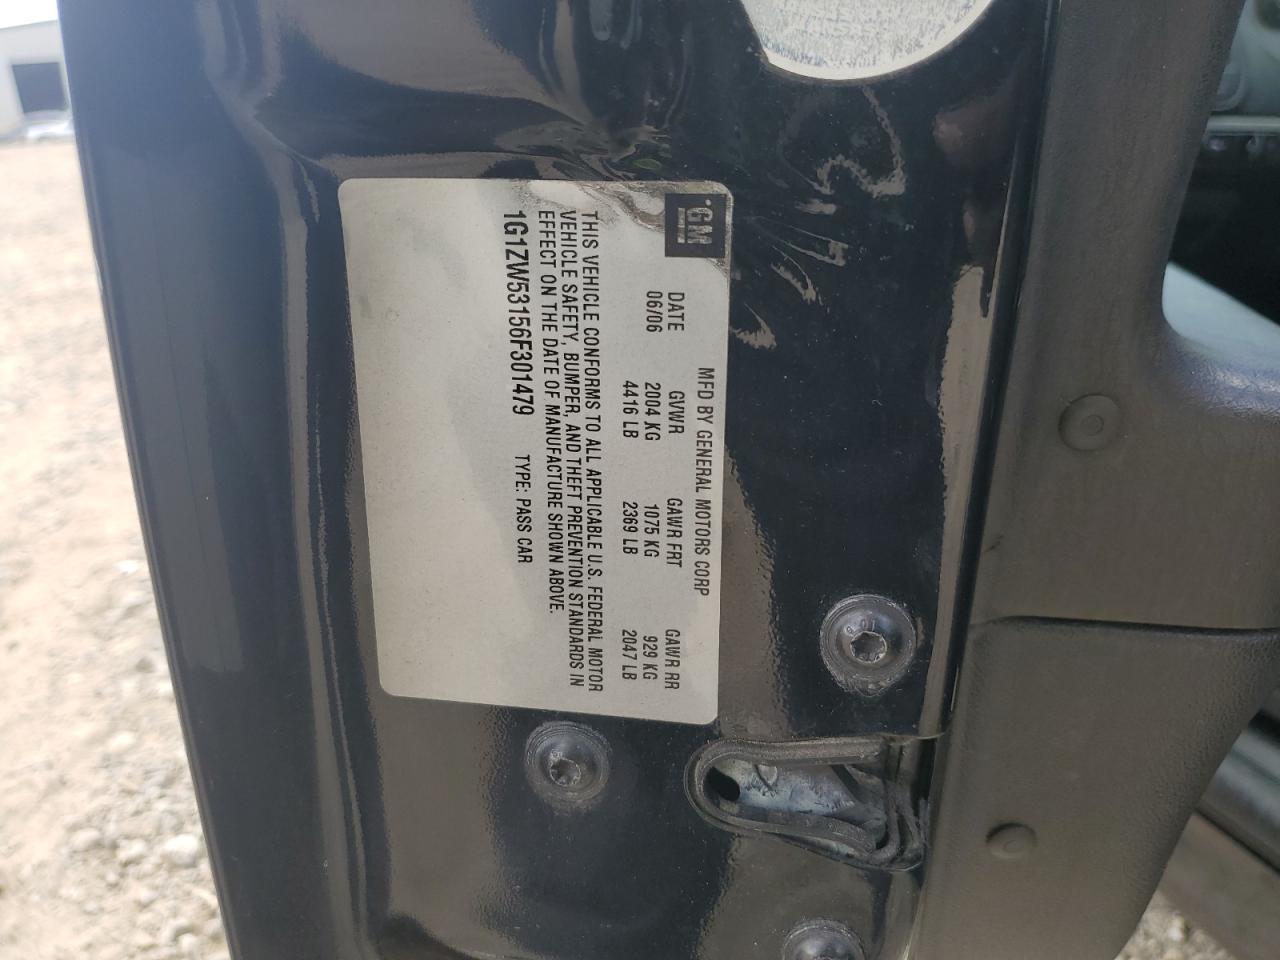 GM
MFD BY GENERAL MOTORS CORP
DATE GVWR GAWR FRT GAWR RR
06/06 2004 KG 1075 KG 929 KG
4416 LB 2369 LB 2047 LB
THIS VEHICLE CONFORMS TO ALL APPLICABLE U.S. FEDERAL MOTOR
VEHICLE SAFETY, BUMPER, AND THEFT PREVENTION STANDARDS IN
EFFECT ON THE DATE OF MANUFACTURE SHOWN ABOVE.
1G1ZW53156F301479 TYPE: PASS CAR